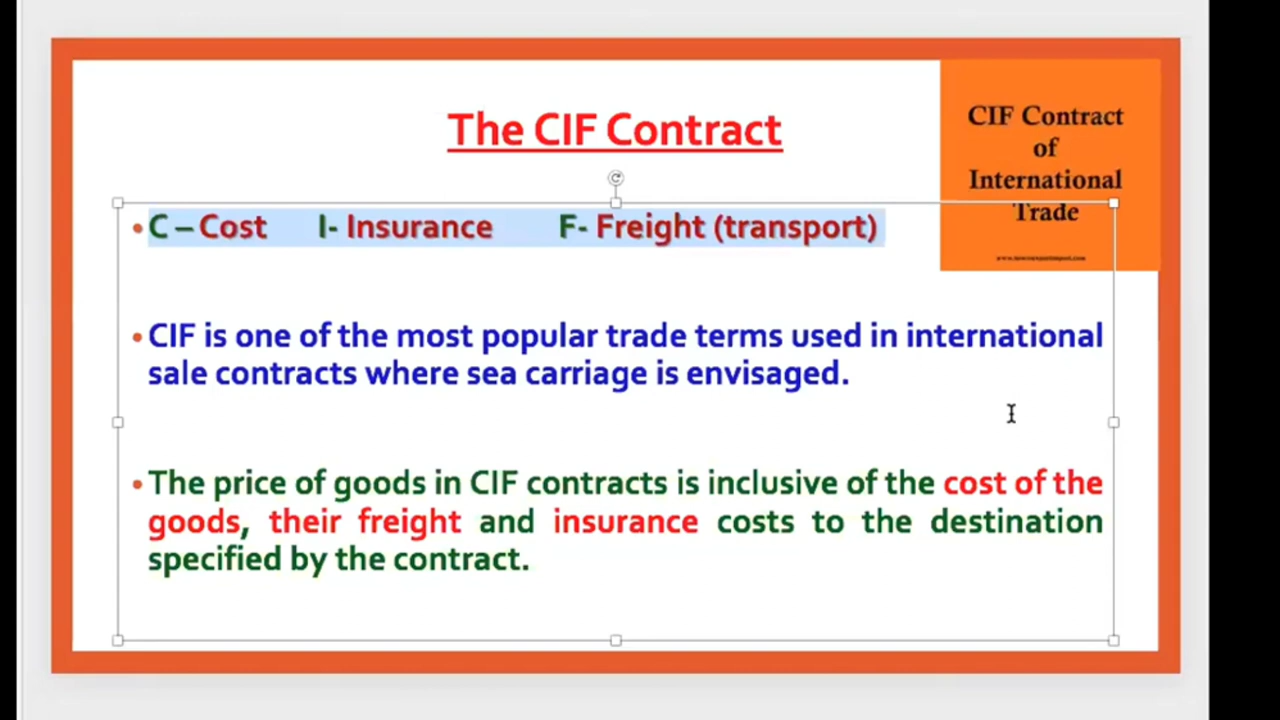 The CIF Contract
CIF Contract
of
International
Trade
• C – Cost I- Insurance F- Freight (transport)
• CIF is one of the most popular trade terms used in international
sale contracts where sea carriage is envisaged.
• The price of goods in CIF contracts is inclusive of the cost of the
goods, their freight and insurance costs to the destination
specified by the contract.